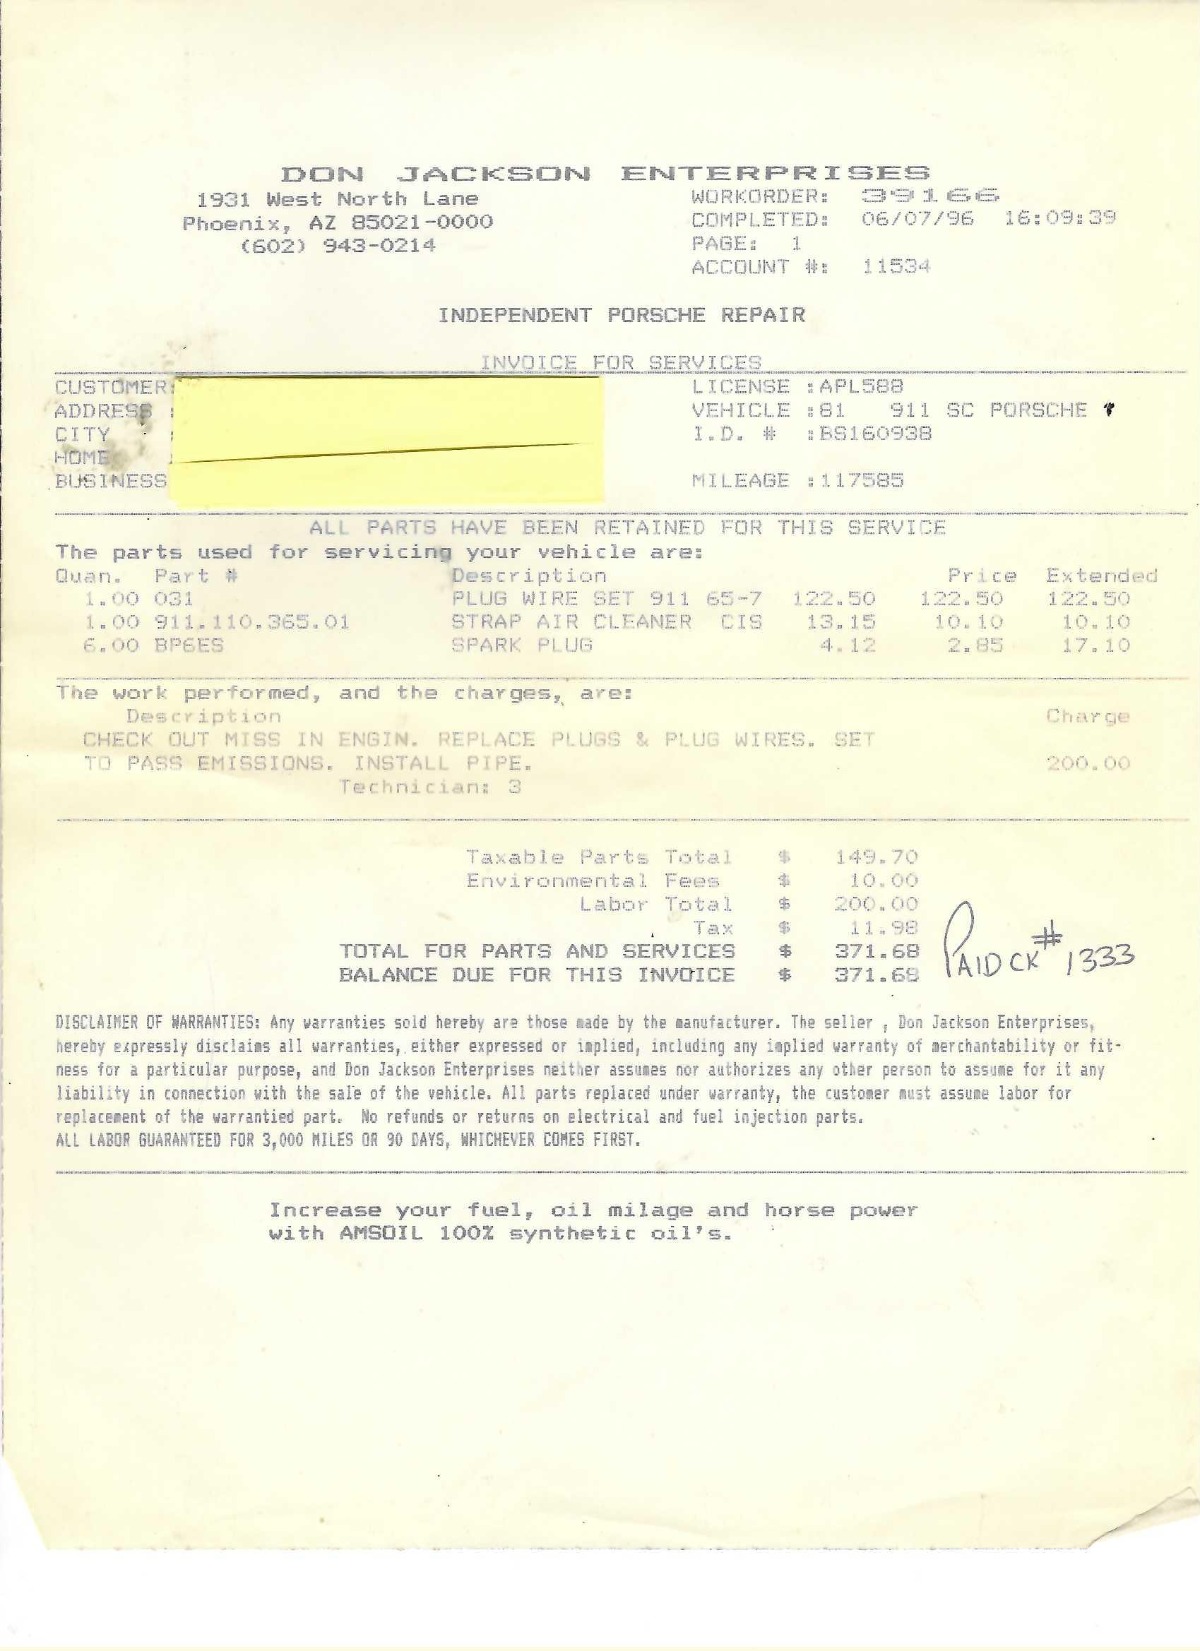 DON JACKSON ENTERPRISES
1931 West North Lane
Phoenix, AZ 85021-0000
(602) 943-0214
WORKORDER: 39166
COMPLETED: 06/07/96 16:09:39
PAGE: 1
ACCOUNT #: 11534
INDEPENDENT PORSCHE REPAIR
INVOICE FOR SERVICES
CUSTOMER:
ADDRESS :
CITY :
HOME :
BUSINESS
LICENSE :APL588
VEHICLE :81 911 SC PORSCHE
I.D. # :BS160938
MILEAGE :117585
ALL PARTS HAVE BEEN RETAINED FOR THIS SERVICE
The parts used for servicing your vehicle are:
Quan. Part # Description Price Extended
1.00 031 PLUG WIRE SET 911 65-7 122.50 122.50 122.50
1.00 911.110.365.01 STRAP AIR CLEANER CIS 13.15 10.10 10.10
6.00 BP6ES SPARK PLUG 4.12 2.85 17.10
The work performed, and the charges, are:
Description Charge
CHECK OUT MISS IN ENGIN. REPLACE PLUGS & PLUG WIRES. SET
TO PASS EMISSIONS. INSTALL PIPE. 200.00
Technician: 3
Taxable Parts Total $ 149.70
Environmental Fees $ 10.00
Labor Total $ 200.00
Tax $ 11.98
TOTAL FOR PARTS AND SERVICES $ 371.68
BALANCE DUE FOR THIS INVOICE $ 371.68
PAID CK# 1333
DISCLAIMER OF WARRANTIES: Any warranties sold hereby are those made by the manufacturer. The seller , Don Jackson Enterprises,
hereby expressly disclaims all warranties, either expressed or implied, including any implied warranty of merchantability or fit-
ness for a particular purpose, and Don Jackson Enterprises neither assumes nor authorizes any other person to assume for it any
liability in connection with the sale of the vehicle. All parts replaced under warranty, the customer must assume labor for
replacement of the warrantied part. No refunds or returns on electrical and fuel injection parts.
ALL LABOR GUARANTEED FOR 3,000 MILES OR 90 DAYS, WHICHEVER COMES FIRST.
Increase your fuel, oil milage and horse power
with AMSOIL 100% synthetic oil's.